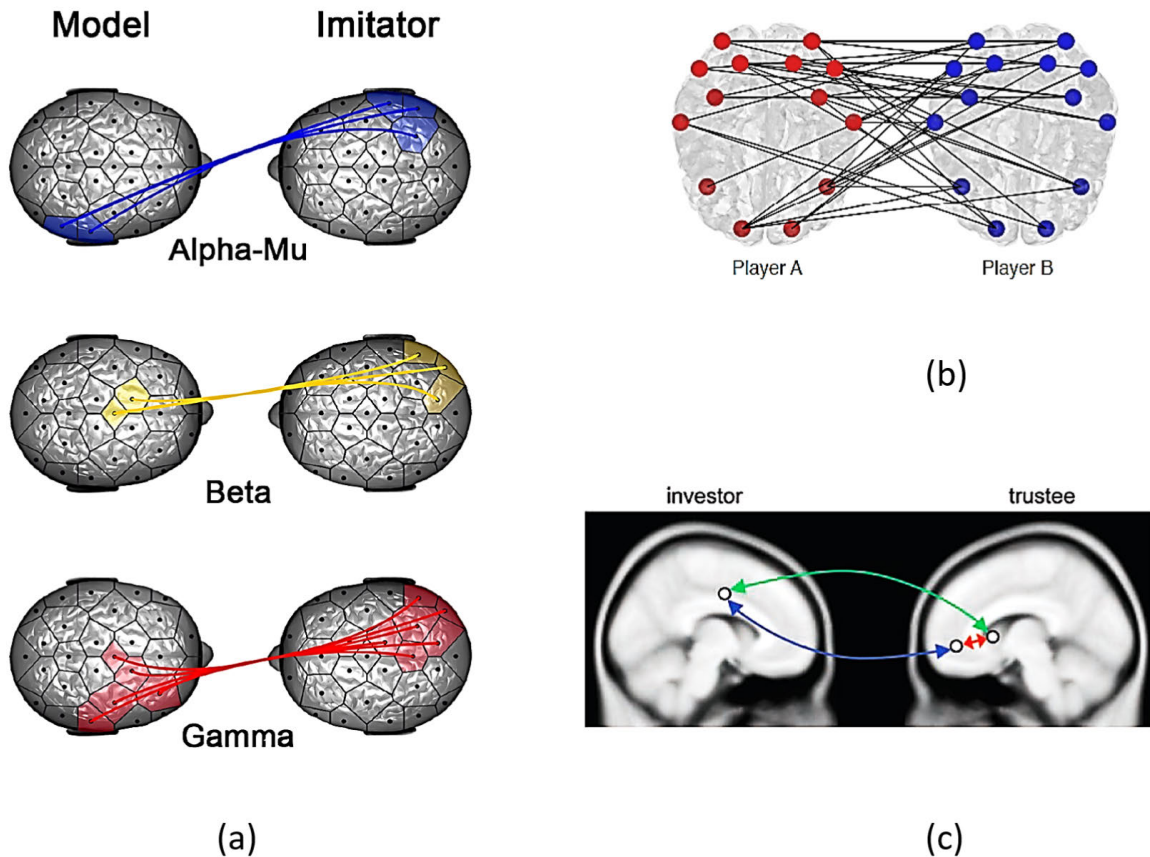 Model Imitator
Alpha-Mu
Beta
Gamma
(a)
Player A Player B
(b)
investor trustee
(c)